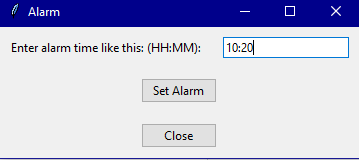 Alarm
Enter alarm time like this: (HH:MM): 10:20
Set Alarm
Close